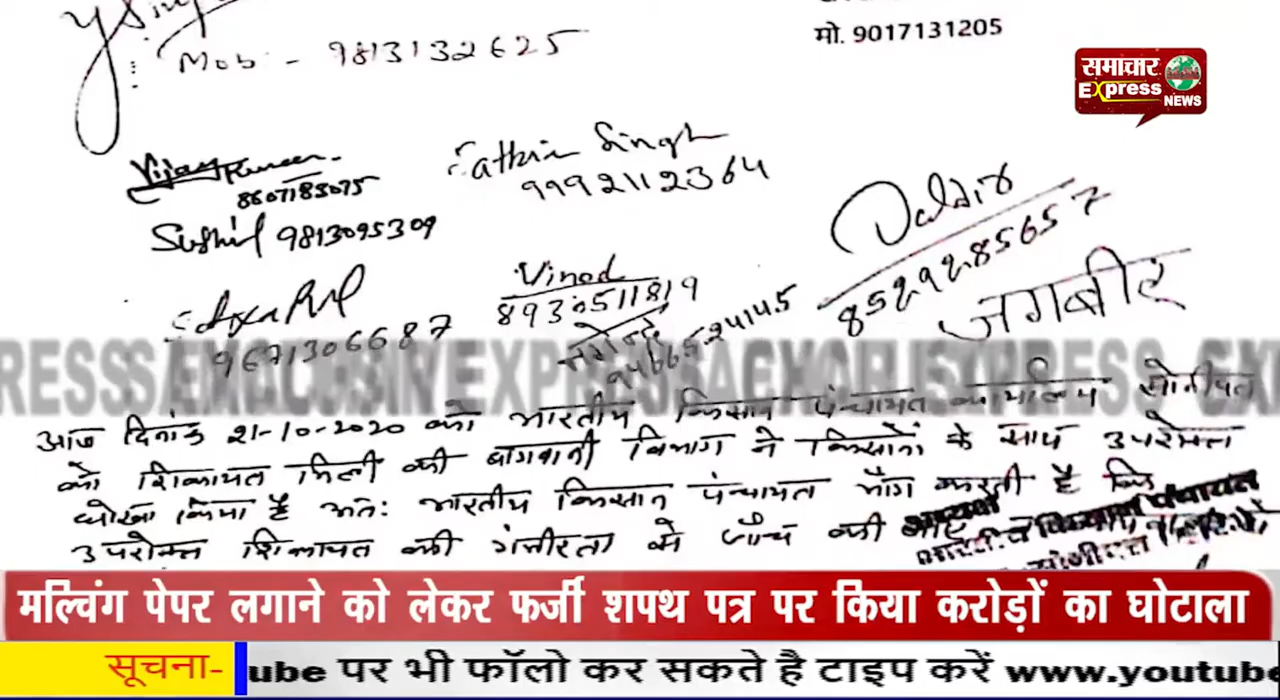 Y Sing
मो. 9017131205
Mob - 9813132625
समाचार
Express
NEWS
Vijay Kumar
8607185075
Singh
9992112364
Dalbir
8529285657
Sushil 9813095309
Vinod
8930511819
जगबीर
9671306687
आज दिनांक 21-10-2020 को भारतीय किसान पंचायत कार्यालय सोनीपत
को शिकायत मिली की बागवानी विभाग ने किसानों के साथ उपरोक्त
धोखा किया है अतः भारतीय किसान पंचायत माँग करती है कि
उपरोक्त शिकायत की गंभीरता से जाँच की जाए
मल्चिंग पेपर लगाने को लेकर फर्जी शपथ पत्र पर किया करोड़ों का घोटाला
सूचना- ube पर भी फॉलो कर सकते है टाइप करें www.youtube